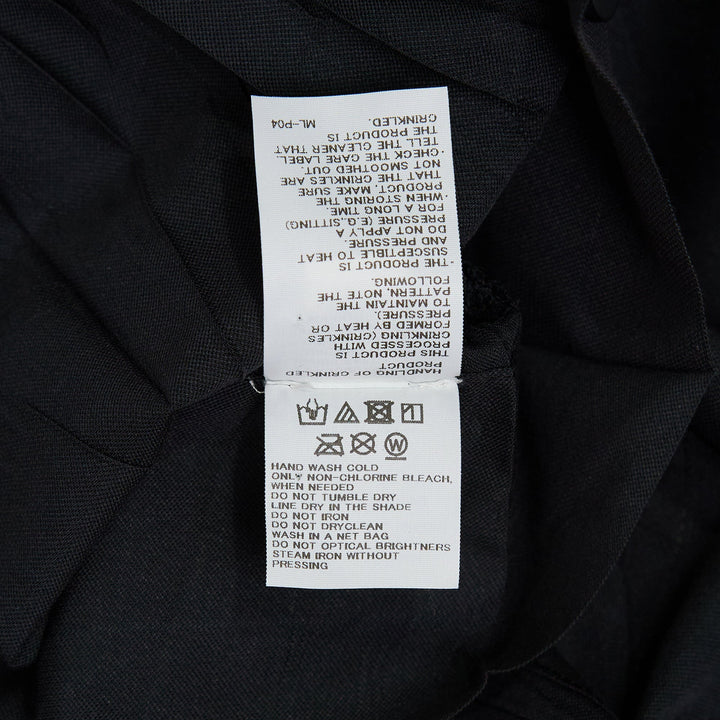 HANDLING OF CRINKLED
THIS PRODUCT IS
PROCESSED WITH
CRINKLING (CRINKLES
FORMED BY HEAT OR
PRESSURE).
TO MAINTAIN THE
PATTERN, NOTE THE
FOLLOWING.
・THE PRODUCT IS
SUSCEPTIBLE TO HEAT
AND PRESSURE.
DO NOT APPLY A
PRESSURE (E.G., SITTING)
FOR A LONG TIME.
・WHEN STORING THE
PRODUCT, MAKE SURE
THAT THE CRINKLES ARE
NOT SMOOTHED OUT.
・CHECK THE CARE LABEL.
TELL THE CLEANER THAT
THE PRODUCT IS
CRINKLED.
ML-P04
W
HAND WASH COLD
ONLY NON-CHLORINE BLEACH,
WHEN NEEDED
DO NOT TUMBLE DRY
LINE DRY IN THE SHADE
DO NOT IRON
DO NOT DRYCLEAN
WASH IN A NET BAG
DO NOT OPTICAL BRIGHTNERS
STEAM IRON WITHOUT
PRESSING